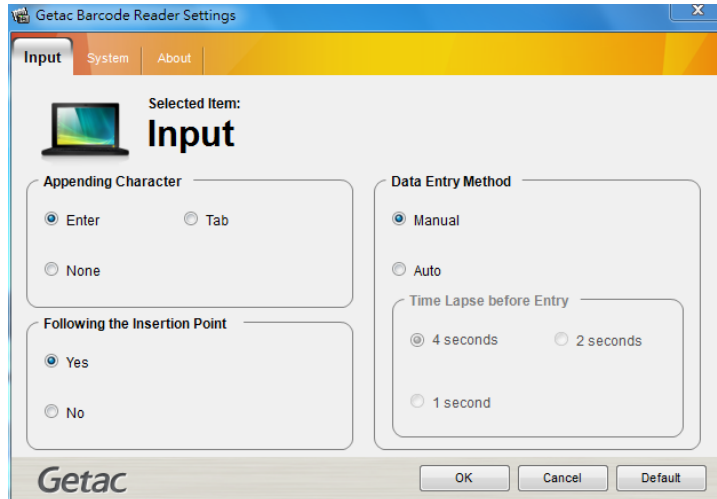 Getac Barcode Reader Settings
Input System About
Selected Item:
Input
Appending Character
Enter Tab
None
Following the Insertion Point
Yes
No
Data Entry Method
Manual
Auto
Time Lapse before Entry
4 seconds 2 seconds
1 second
Getac
OK Cancel Default